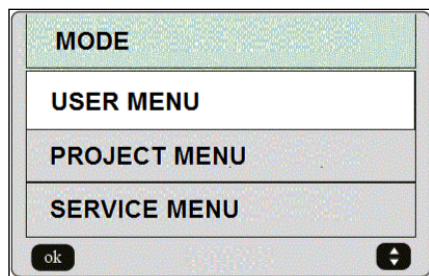 MODE
USER MENU
PROJECT MENU
SERVICE MENU
ok